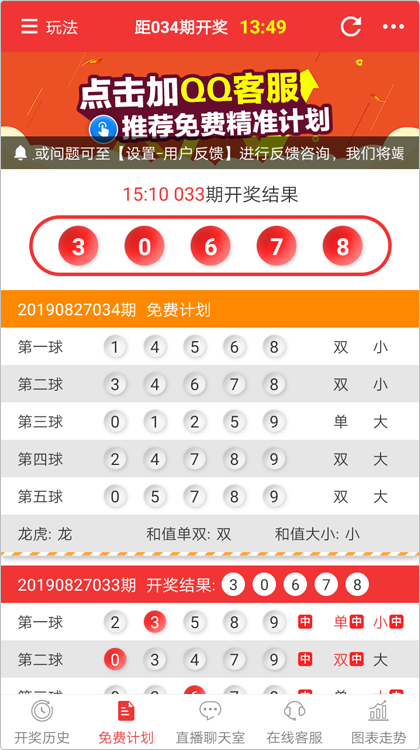 玩法 距034期开奖 13:49
点击加QQ客服
推荐免费精准计划
或问题可至【设置-用户反馈】进行反馈咨询，我们将竭
15:10 033期开奖结果
3 0 6 7 8
20190827034期 免费计划
第一球 1 4 5 6 8 双 小
第二球 3 4 6 7 8 双 小
第三球 0 1 2 5 9 单 大
第四球 2 4 7 8 9 双 大
第五球 0 5 7 8 9 双 大
龙虎: 龙 和值单双: 双 和值大小: 小
20190827033期 开奖结果: 3 0 6 7 8
第一球 2 3 5 8 9 中 单 中 小 中
第二球 0 3 4 7 9 中 双 中 大
开奖历史 免费计划 直播聊天室 在线客服 图表走势